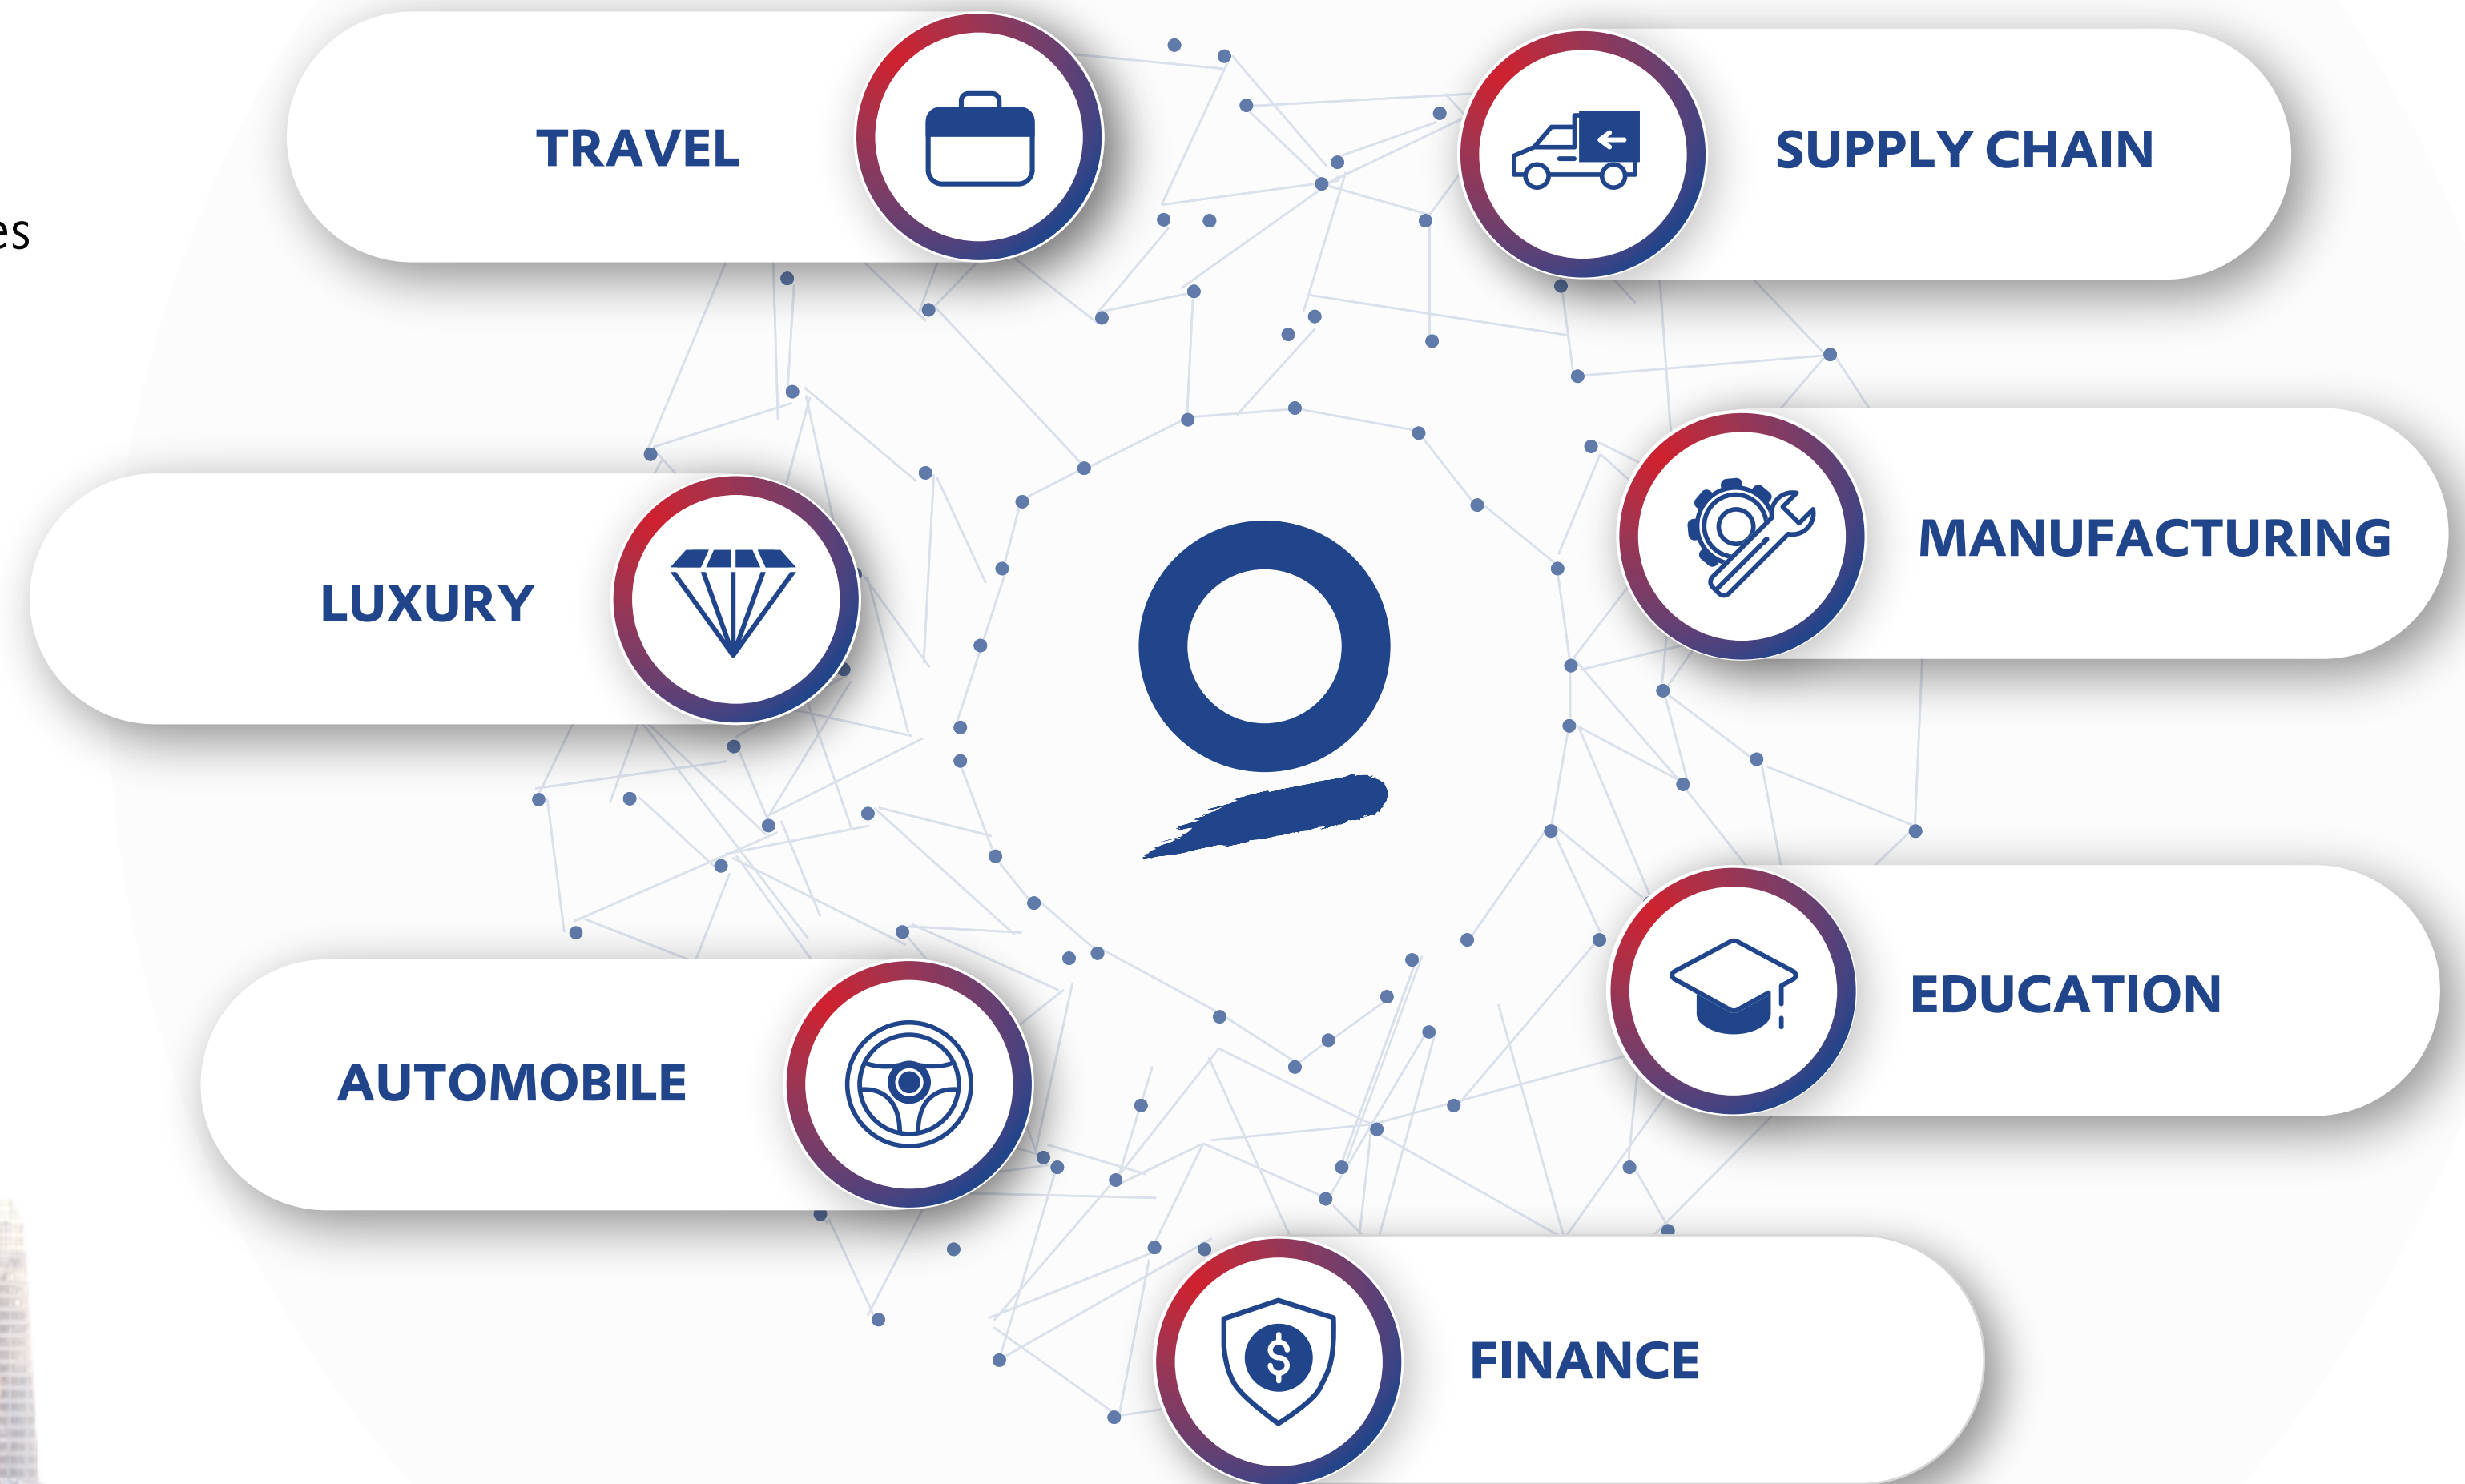 TRAVEL
SUPPLY CHAIN
LUXURY
MANUFACTURING
AUTOMOBILE
EDUCATION
FINANCE